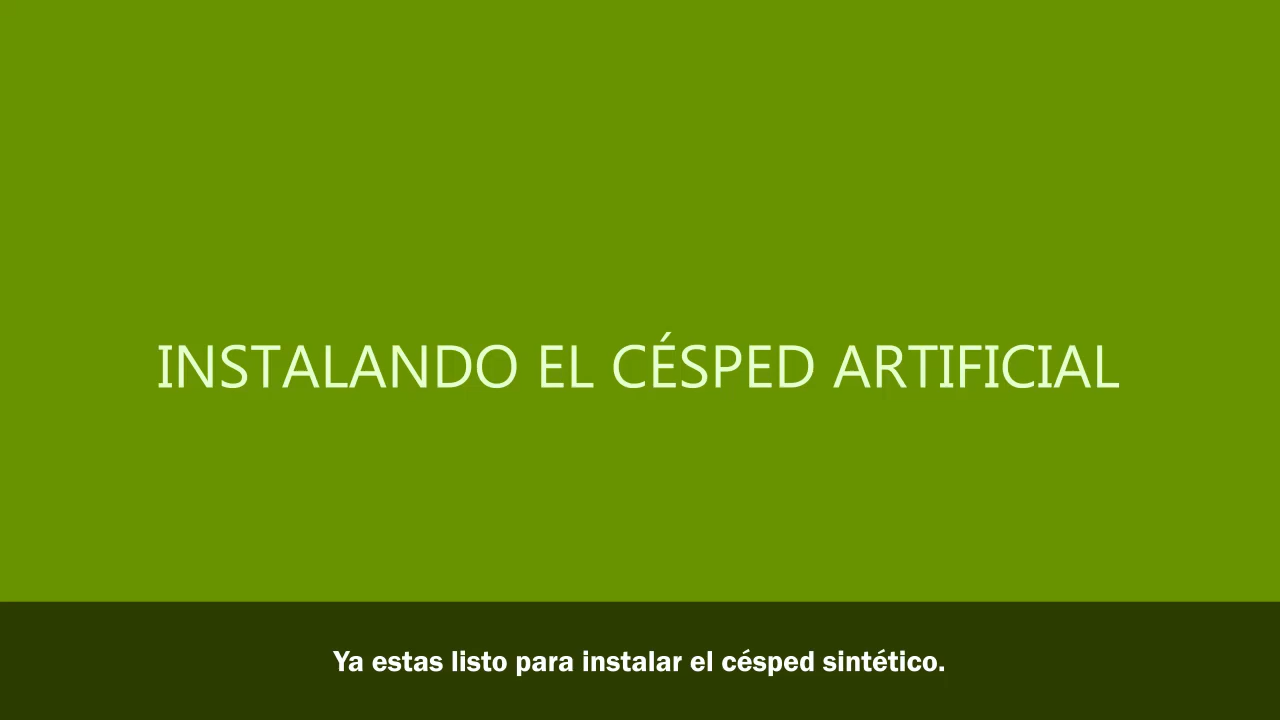 INSTALANDO EL CÉSPED ARTIFICIAL
Ya estas listo para instalar el césped sintético.